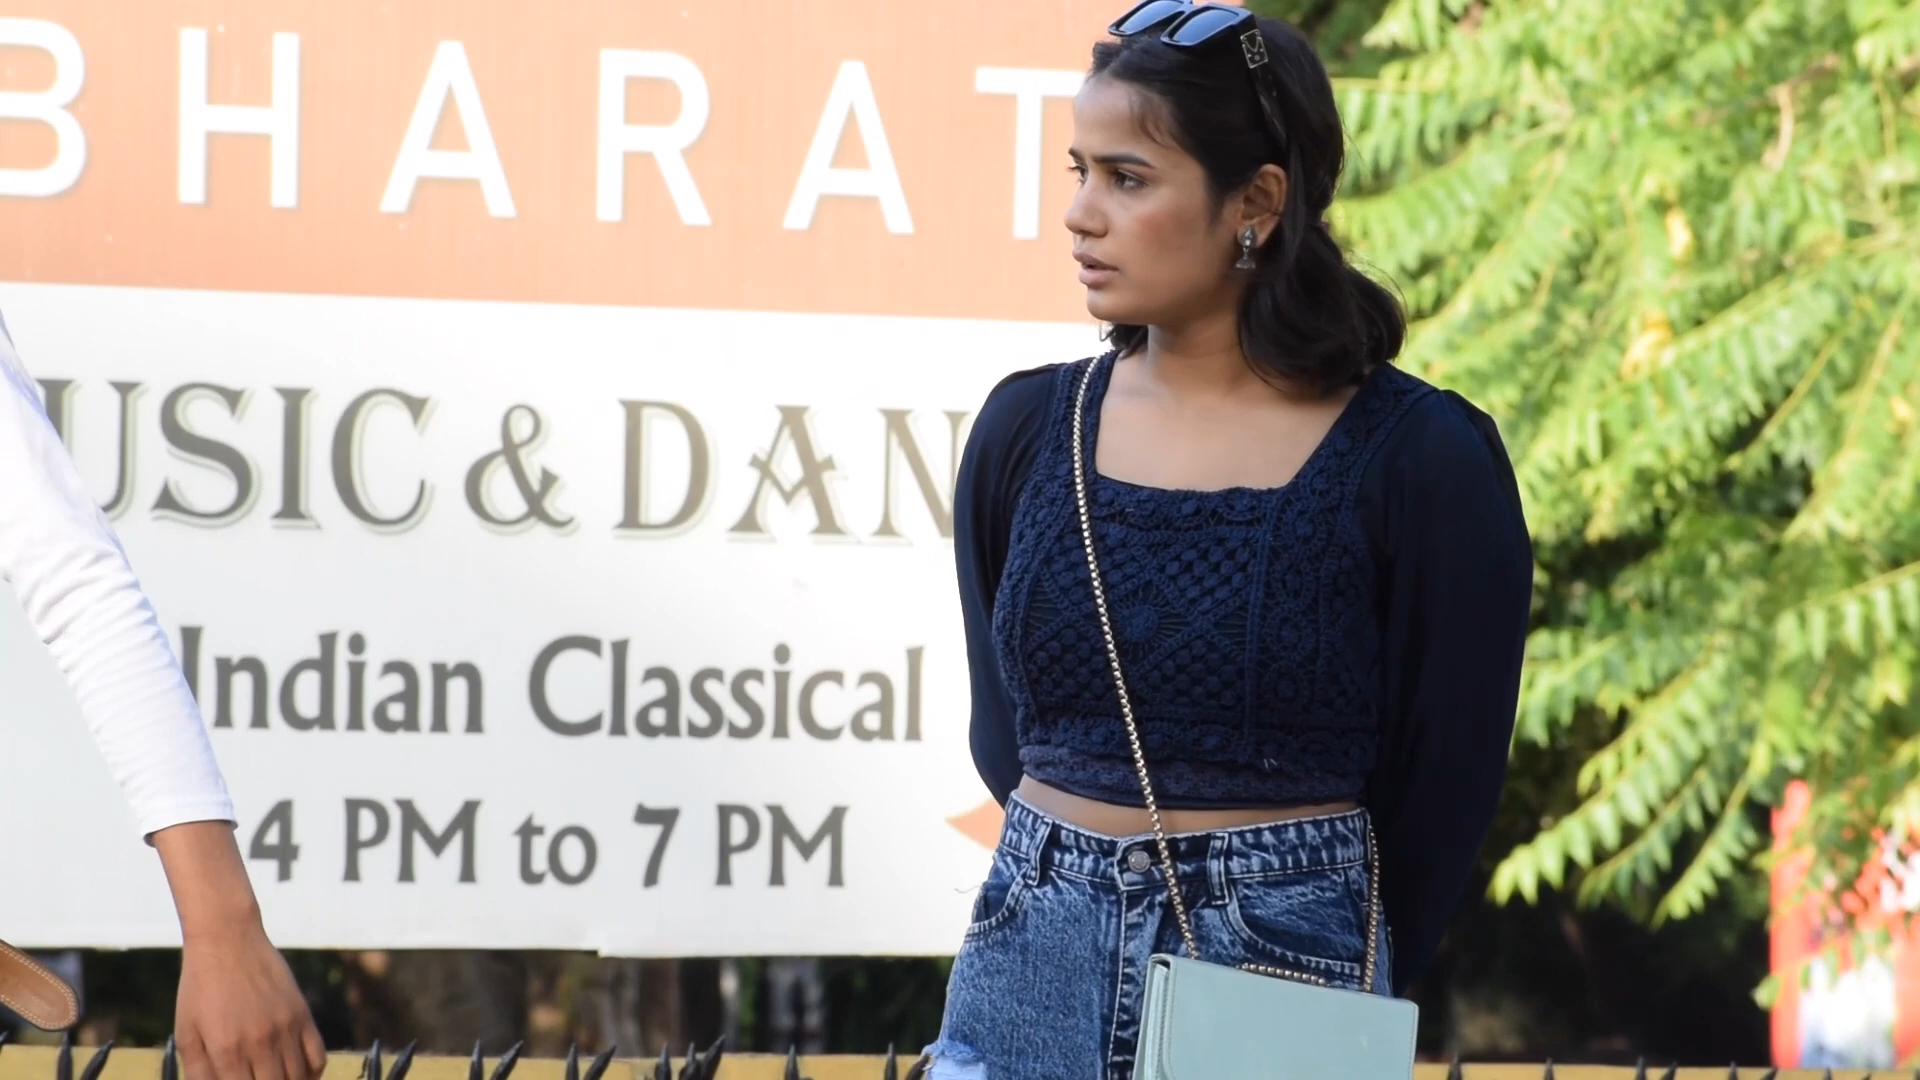 BHARAT
USIC & DAN
Indian Classical
4 PM to 7 PM